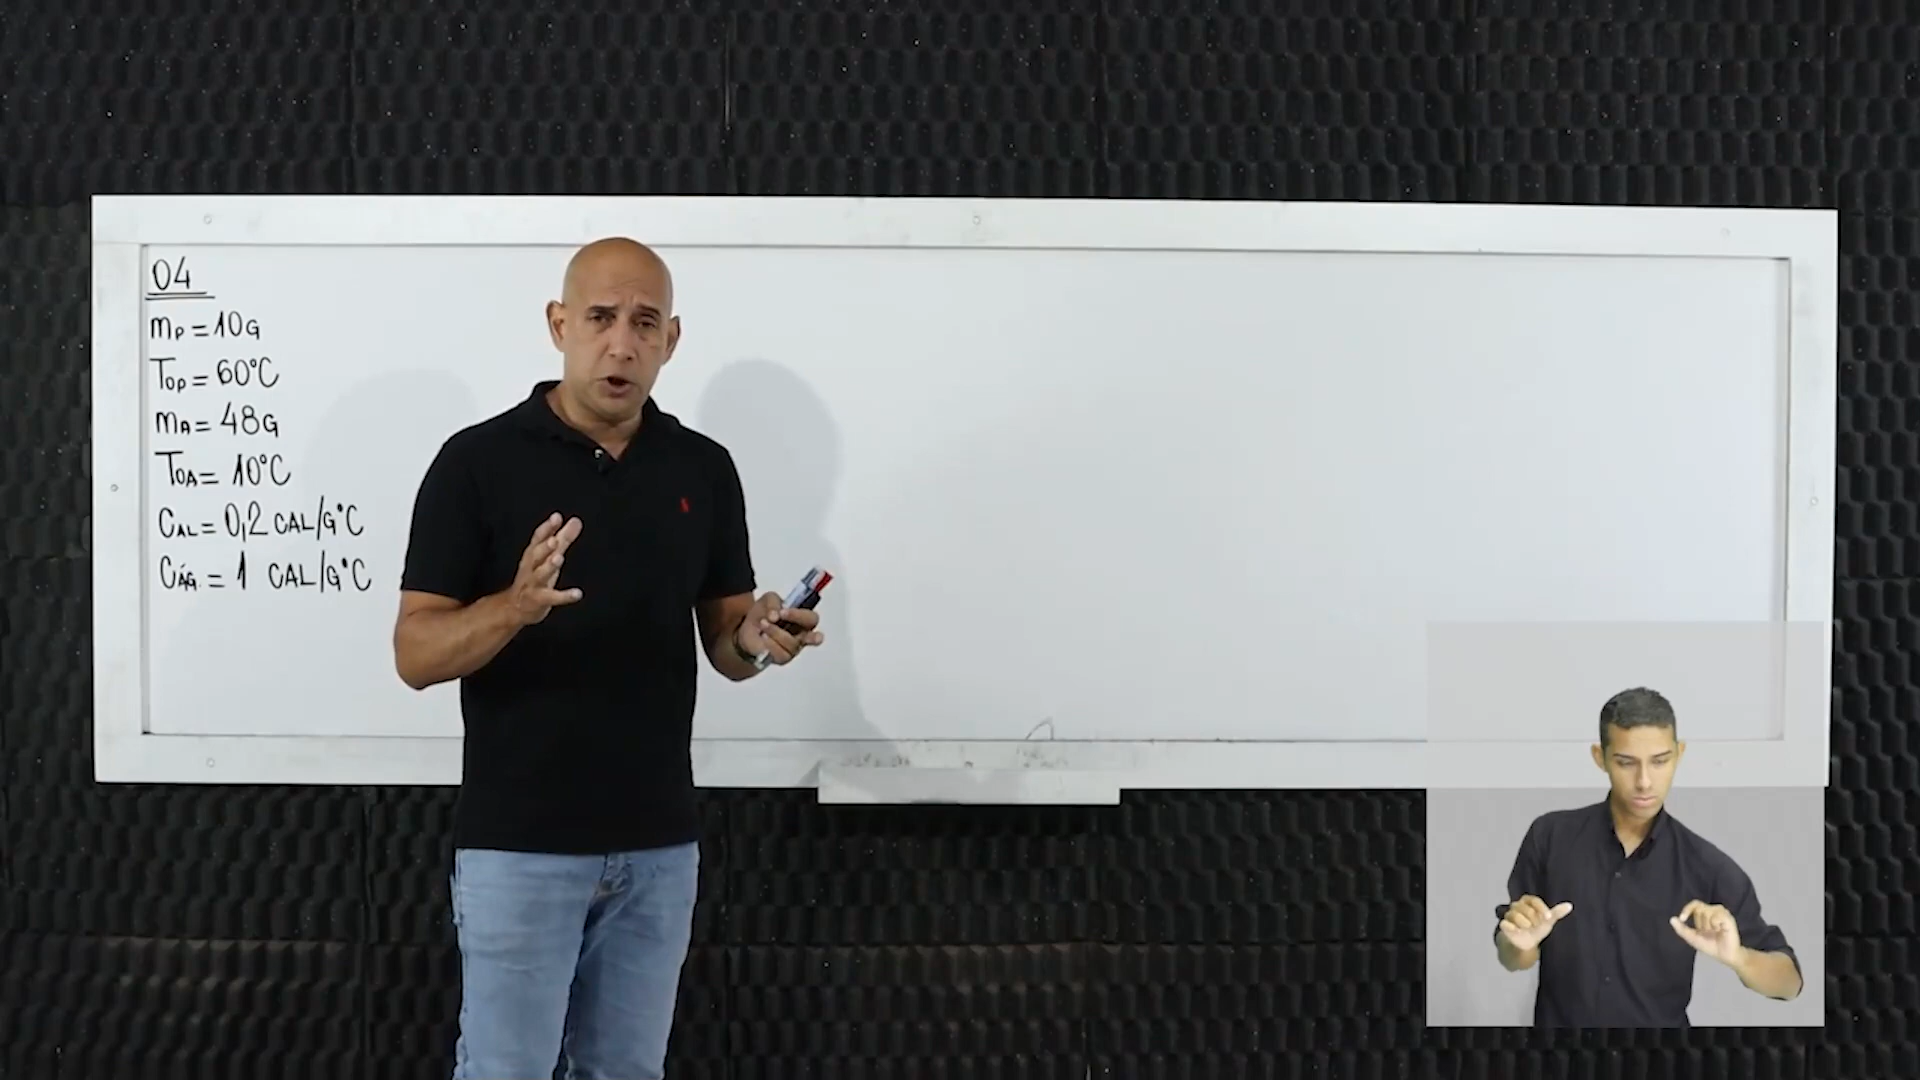 04
mP = 10G
TOP = 60°C
mA = 48G
TOA = 10°C
CAL = 0,2 CAL/G°C
CÁG. = 1 CAL/G°C